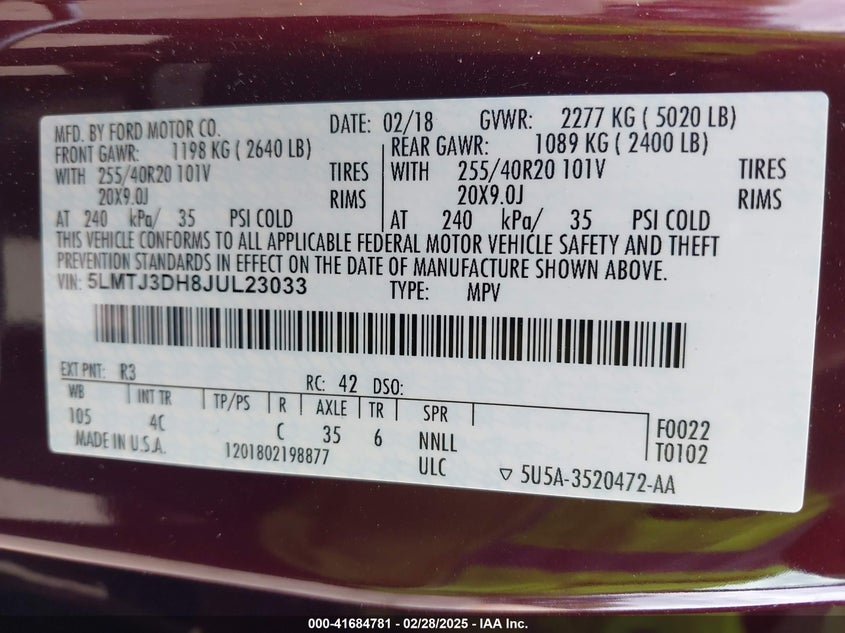 MFD. BY FORD MOTOR CO. DATE: 02/18 GVWR: 2277 KG ( 5020 LB)
FRONT GAWR: 1198 KG ( 2640 LB) REAR GAWR: 1089 KG ( 2400 LB)
WITH 255/40R20 101V TIRES WITH 255/40R20 101V TIRES
20X9.0J RIMS 20X9.0J RIMS
AT 240 kPa/ 35 PSI COLD AT 240 kPa/ 35 PSI COLD
THIS VEHICLE CONFORMS TO ALL APPLICABLE FEDERAL MOTOR VEHICLE SAFETY AND THEFT
PREVENTION STANDARDS IN EFFECT ON THE DATE OF MANUFACTURE SHOWN ABOVE.
VIN: 5LMTJ3DH8JUL23033 TYPE: MPV
EXT PNT: R3 RC: 42 DSO:
WB INT TR TP/PS R AXLE TR SPR
105 4C C 35 6 NNLL F0022
MADE IN U.S.A. 1201802198877 ULC T0102
5U5A-3520472-AA
000-41684781 - 02/28/2025 - IAA Inc.